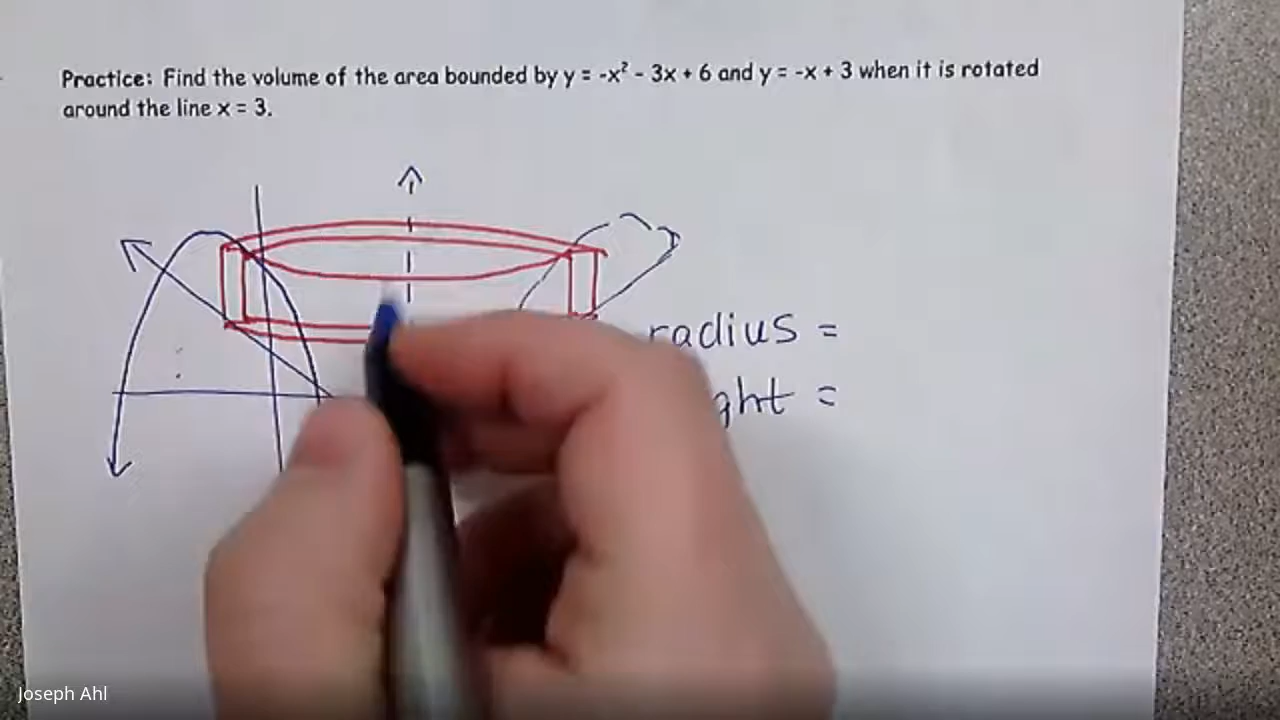 Practice: Find the volume of the area bounded by y = -x² - 3x + 6 and y = -x + 3 when it is rotated
around the line x = 3.
radius =
=
Joseph Ahl